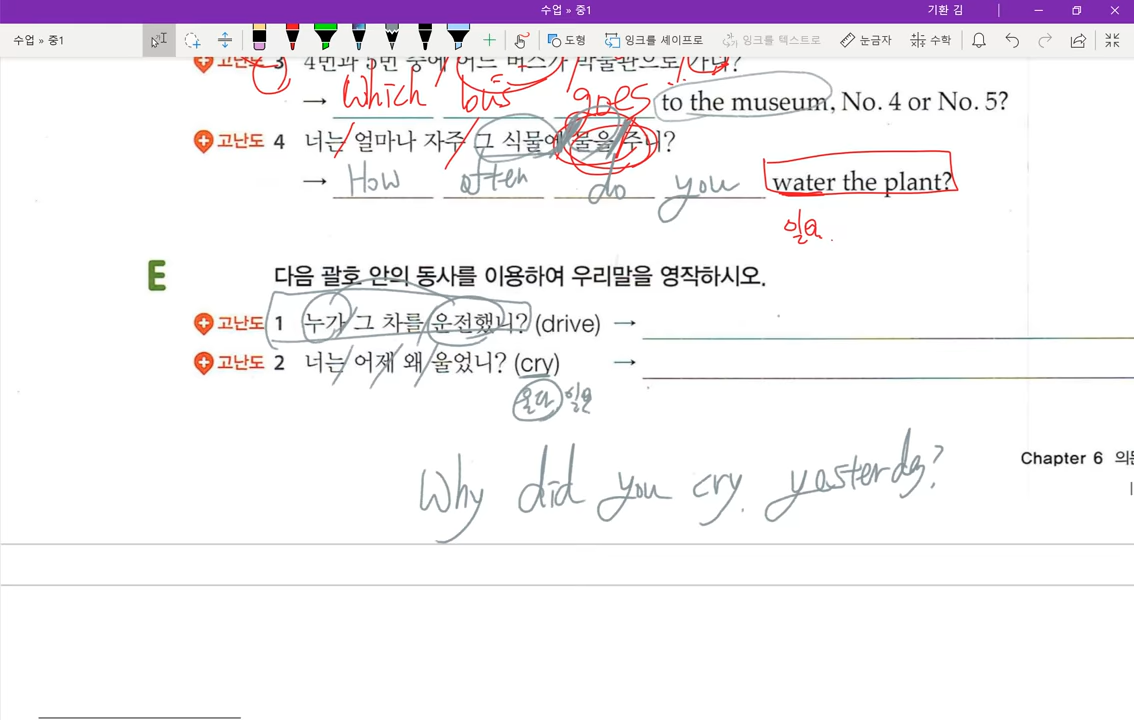 수업 » 중1
기환 김
수업 » 중1
도형
잉크를 셰이프로
잉크를 텍스트로
눈금자
수학
고난도 3 4번과 5번 중에 어느 버스가 박물관으로 가니?
→ Which bus goes to the museum, No. 4 or No. 5?
고난도 4 너는 얼마나 자주 그 식물에 물을 주니?
→ How often do you water the plant?
일요
E 다음 괄호 안의 동사를 이용하여 우리말을 영작하시오.
고난도 1 누가 그 차를 운전했니? (drive) →
고난도 2 너는 어제 왜 울었니? (cry) →
울다 일요
Why did you cry yesterday?
Chapter 6